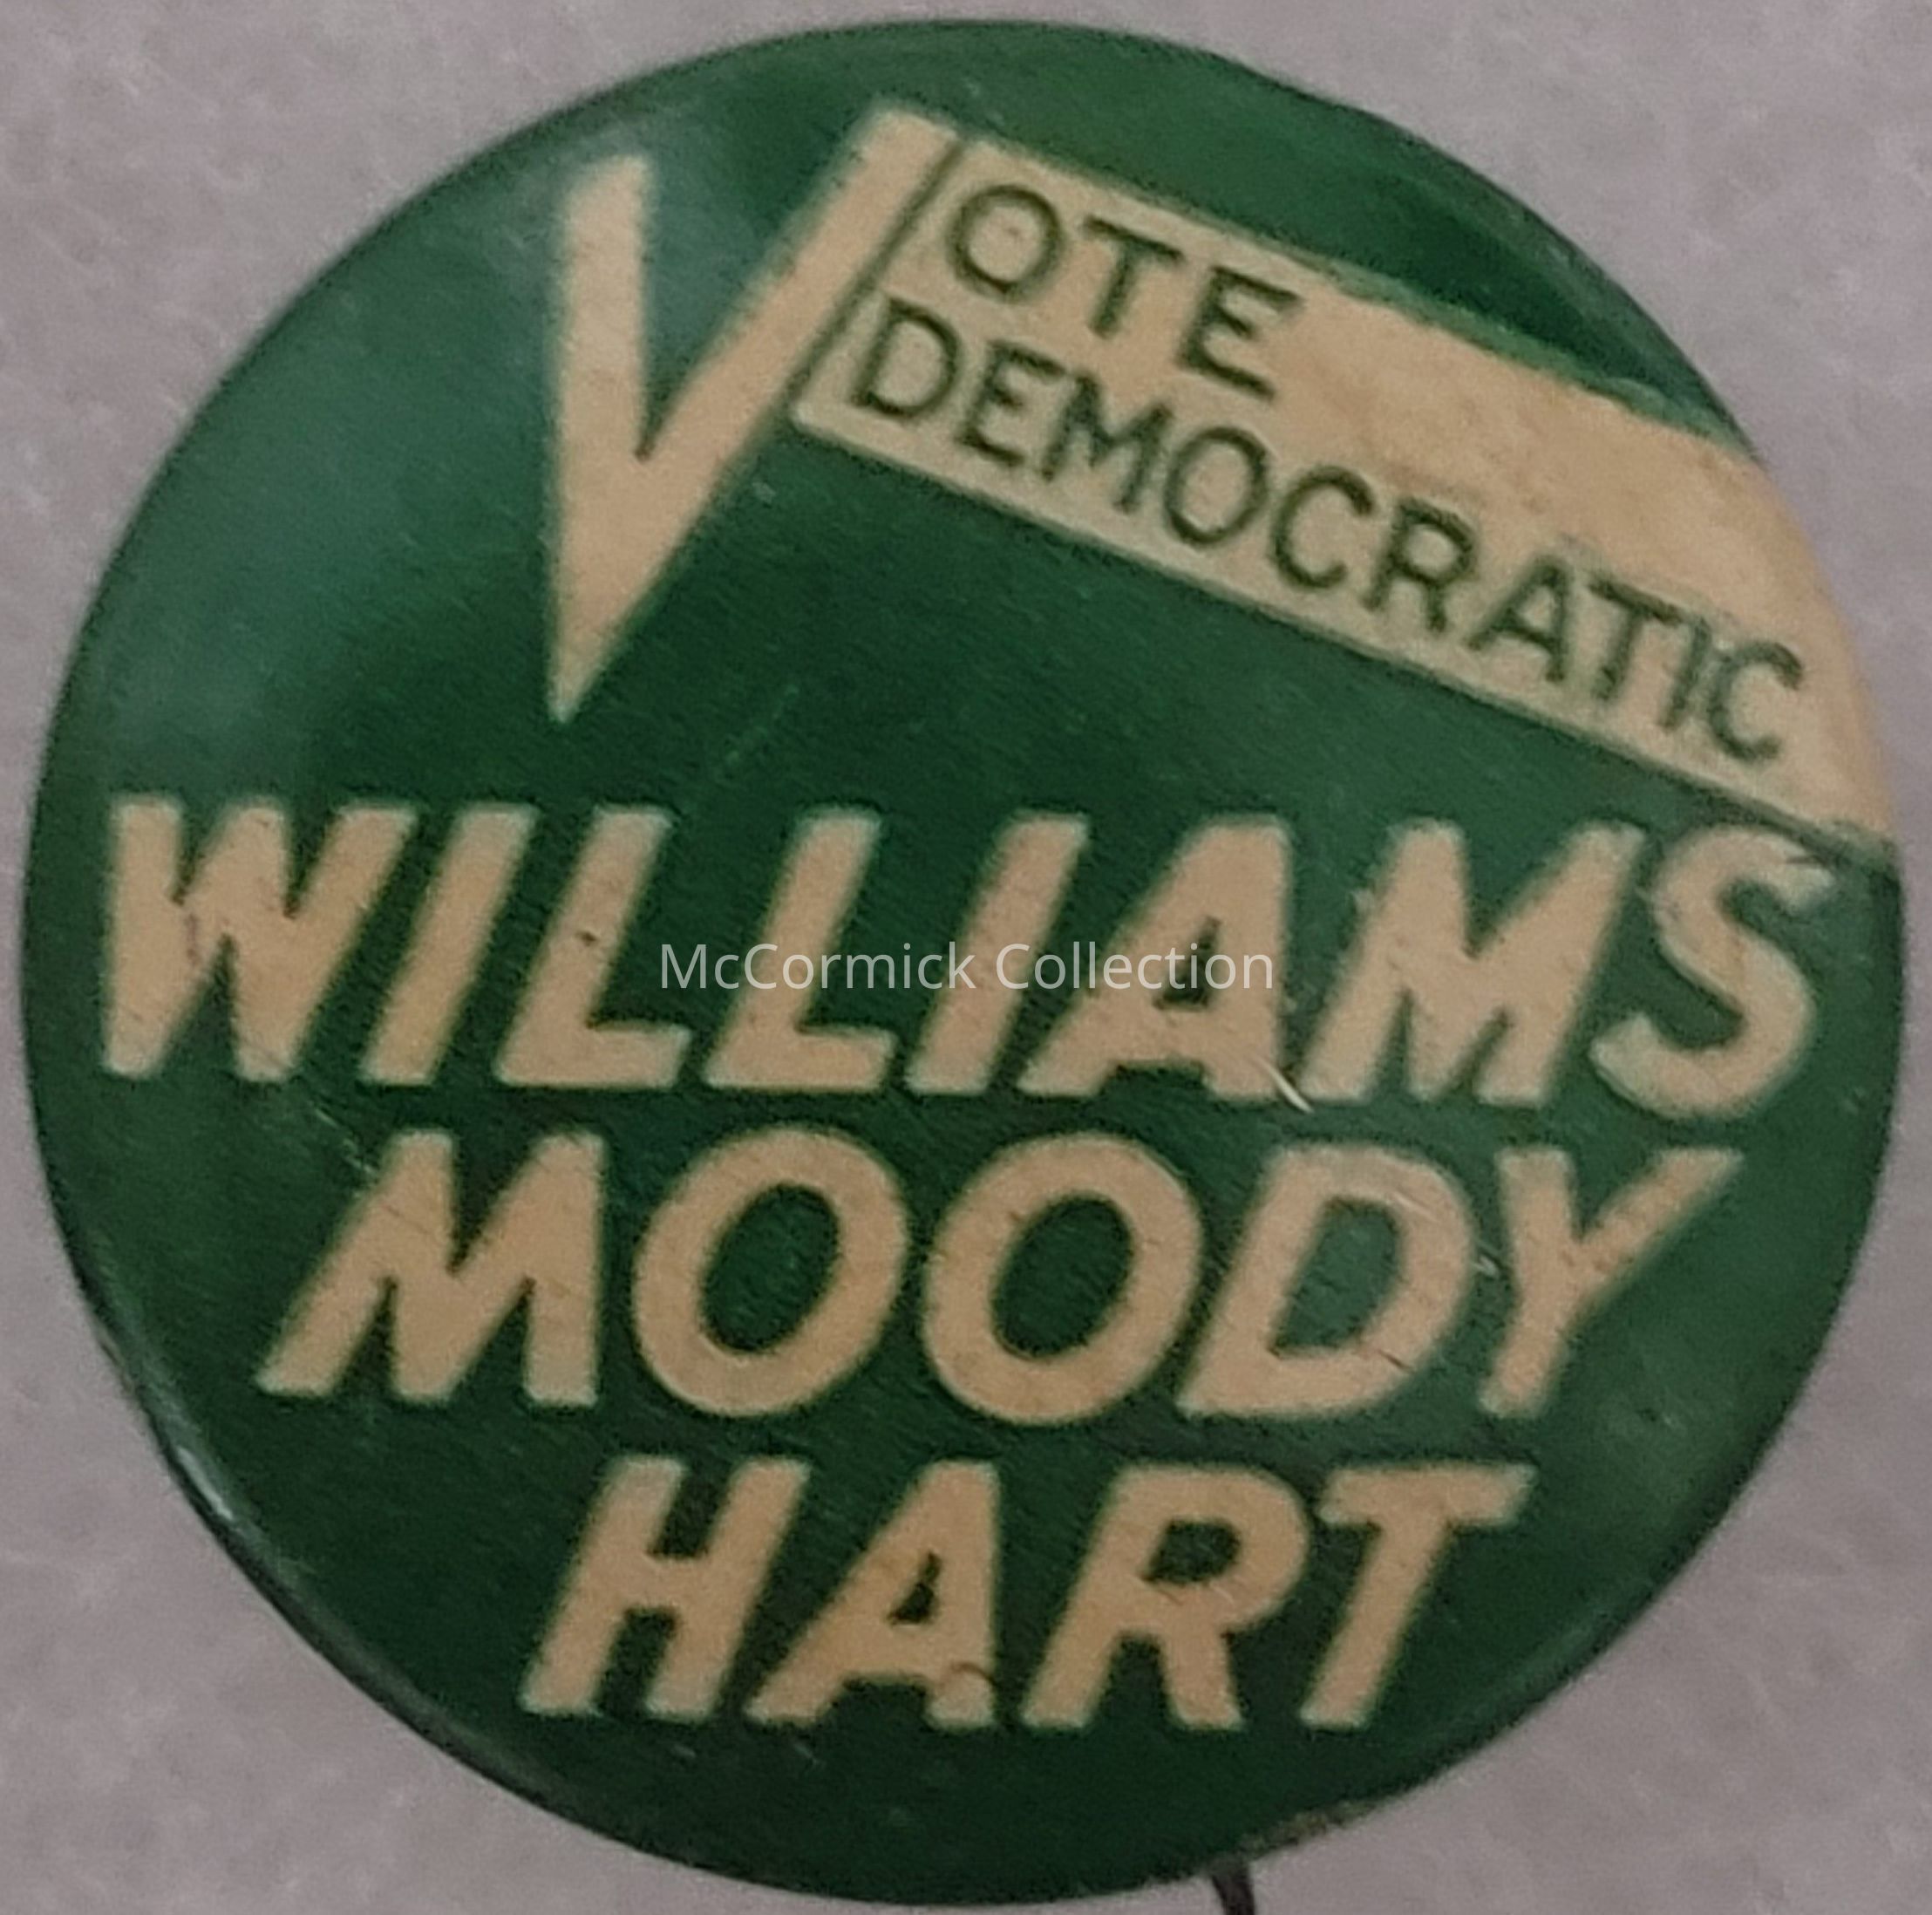 VOTE
DEMOCRATIC
WILLIAMS
McCormick Collection
MOODY
HART